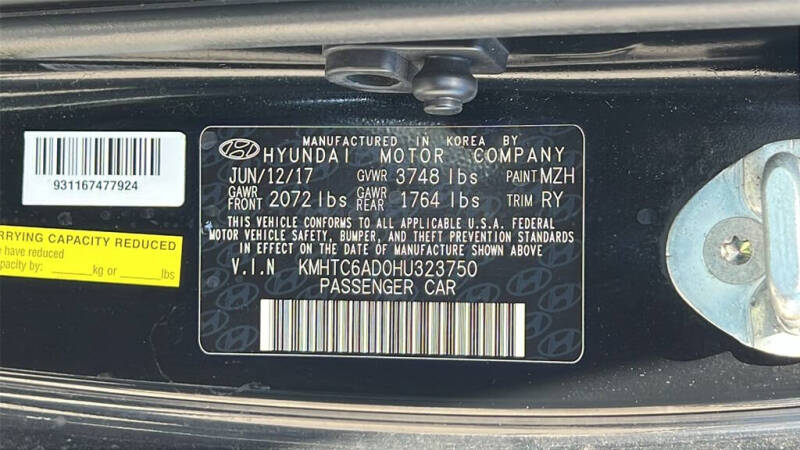 931167477924
RRYING CAPACITY REDUCED
have reduced
kg or lbs
MANUFACTURED IN KOREA BY
HYUNDAI MOTOR COMPANY
JUN/12/17 GVWR 3748 lbs PAINT MZH
GAWR FRONT 2072 lbs GAWR REAR 1764 lbs TRIM RY
THIS VEHICLE CONFORMS TO ALL APPLICABLE U.S.A. FEDERAL
MOTOR VEHICLE SAFETY, BUMPER, AND THEFT PREVENTION STANDARDS
IN EFFECT ON THE DATE OF MANUFACTURE SHOWN ABOVE.
V.I.N KMHTC6AD0HU323750
PASSENGER CAR